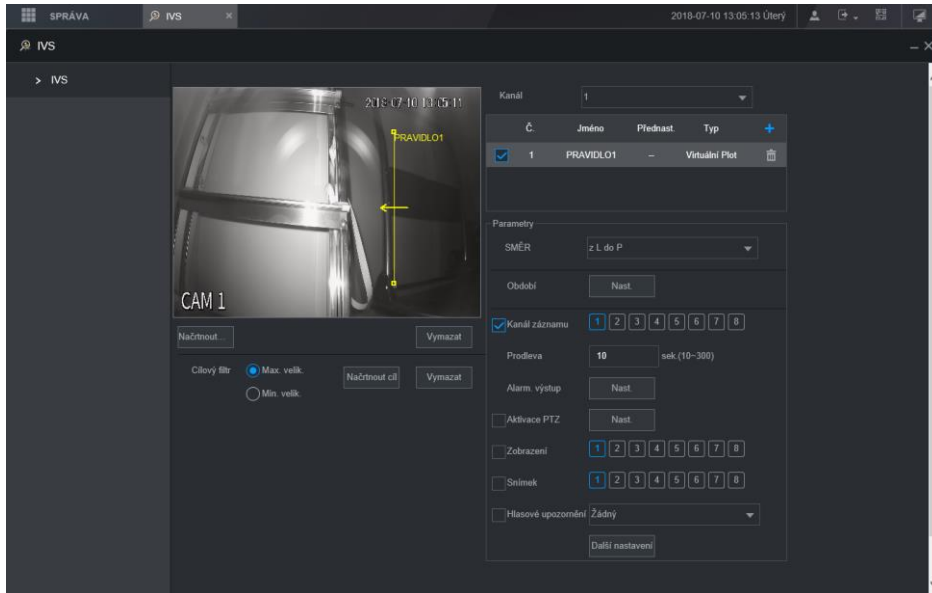 SPRÁVA
IVS ×
2018-07-10 13:05:13 Úterý
IVS
> IVS
2018-07-10 13:05:11
PRAVIDLO1
CAM 1
Načrtnout...
Vymazat
Cílový filtr
Max. velik.
Min. velik.
Načrtnout cíl
Vymazat
Kanál 1
Č. Jméno Přednast. Typ +
1 PRAVIDLO1 – Virtuální Plot
Parametry
SMĚR z L do P
Období Nast.
Kanál záznamu 1 2 3 4 5 6 7 8
Prodleva 10 sek.(10~300)
Alarm. výstup Nast.
Aktivace PTZ Nast.
Zobrazení 1 2 3 4 5 6 7 8
Snímek 1 2 3 4 5 6 7 8
Hlasové upozornění Žádný
Další nastavení